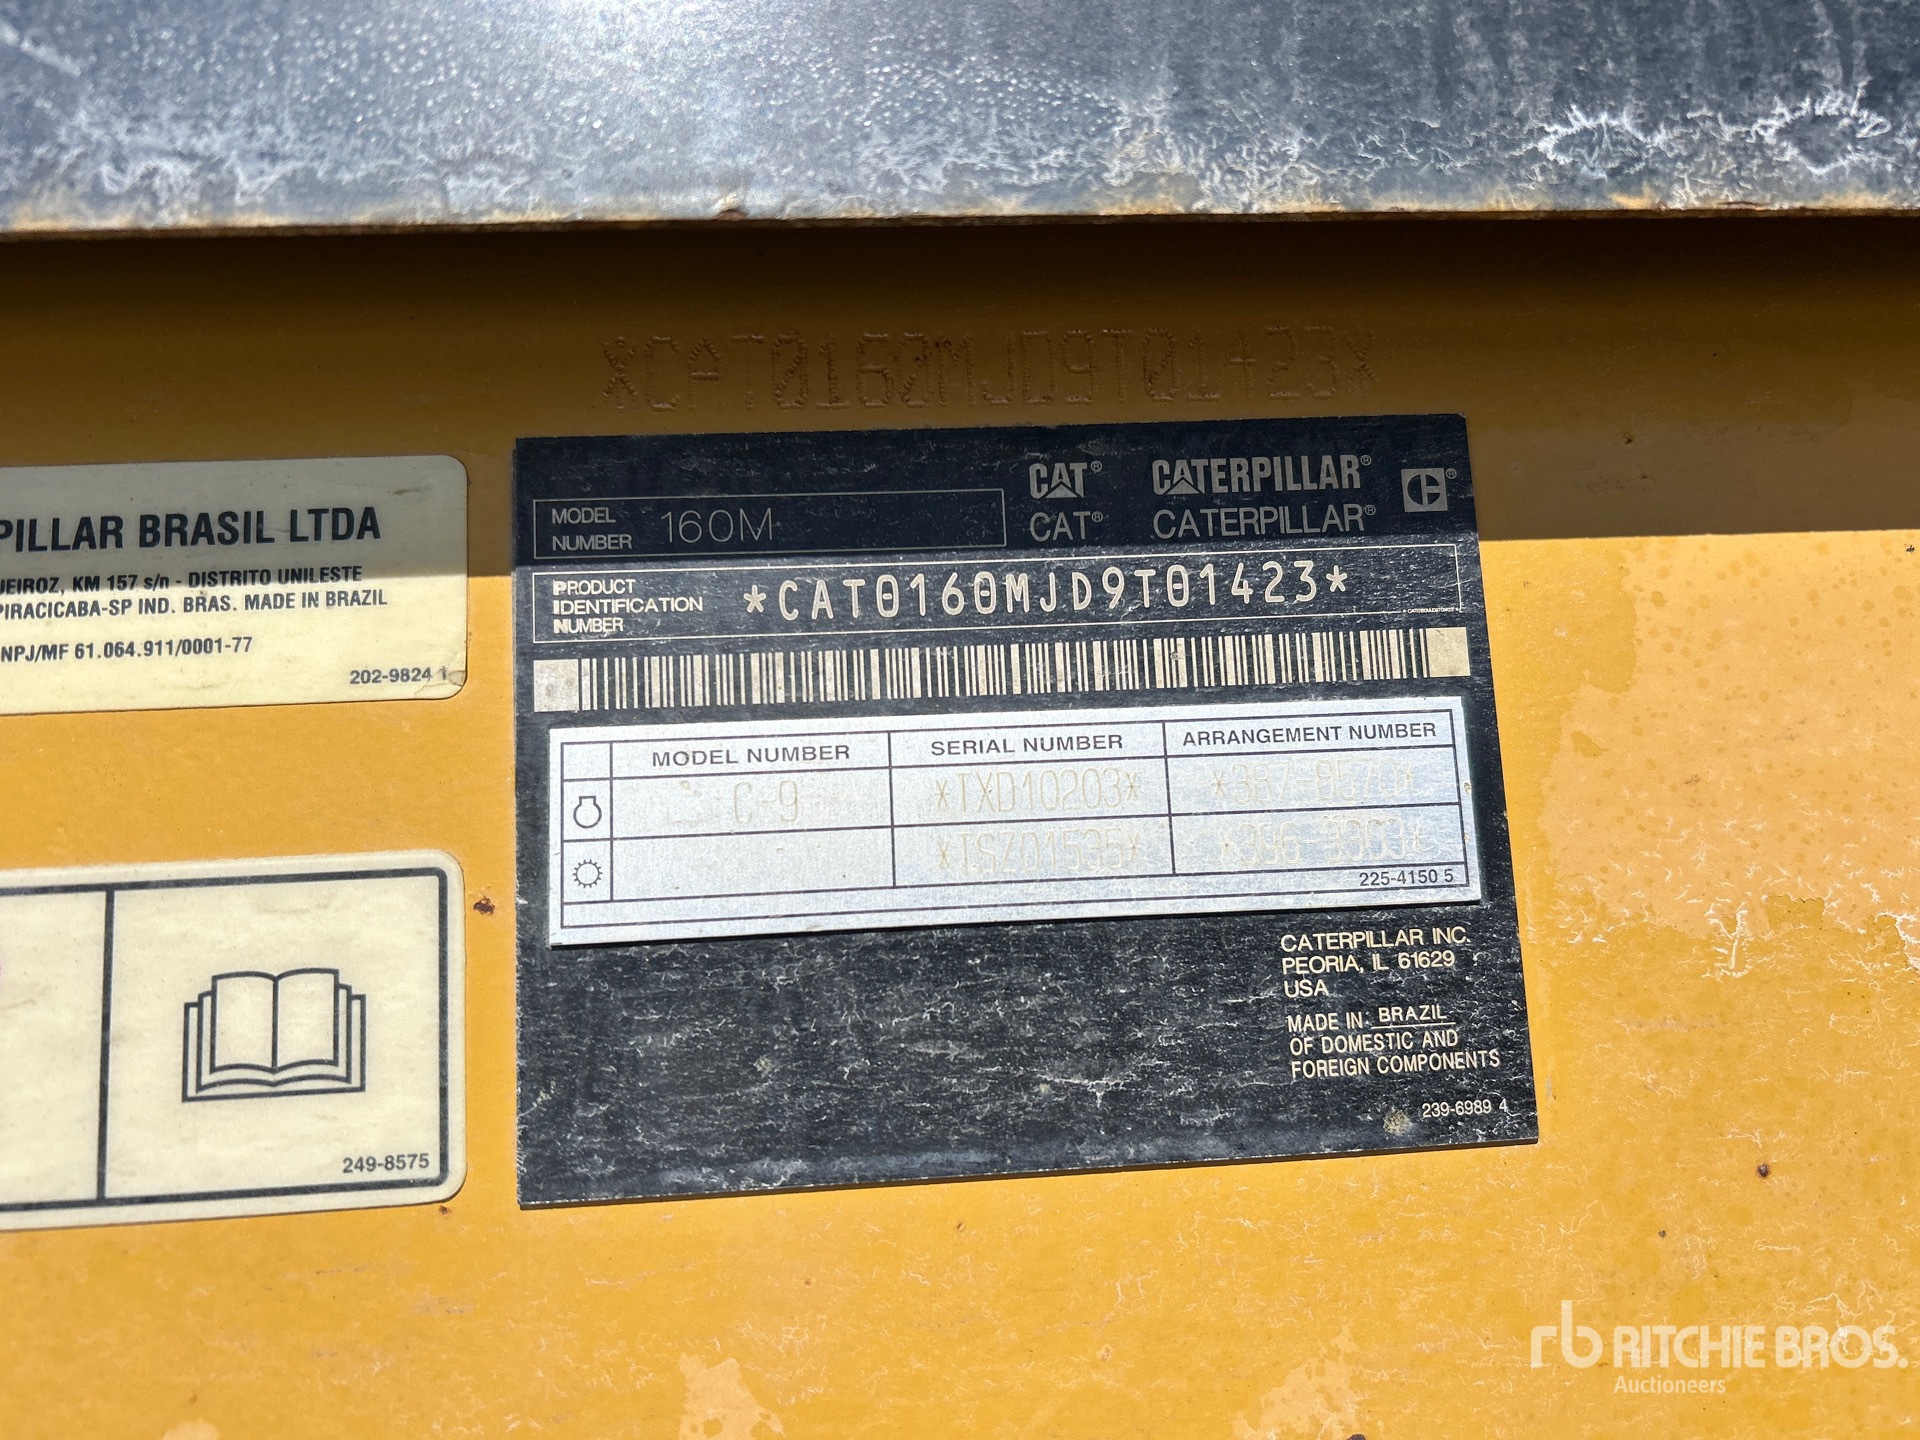 *CAT0160MJD9T01423*
PILLAR BRASIL LTDA
UEIROZ, KM 157 s/n - DISTRITO UNILESTE
PIRACICABA-SP IND. BRAS. MADE IN BRAZIL
NPJ/MF 61.064.911/0001-77
202-9824 1
249-8575
MODEL NUMBER 160M
CAT® CATERPILLAR®
CAT® CATERPILLAR®
PRODUCT IDENTIFICATION NUMBER *CAT0160MJD9T01423*
MODEL NUMBER SERIAL NUMBER ARRANGEMENT NUMBER
C-9 *TXD10203*
*TSZ01535*
225-4150 5
CATERPILLAR INC.
PEORIA, IL 61629
USA
MADE IN BRAZIL
OF DOMESTIC AND
FOREIGN COMPONENTS
239-6989 4
rb RITCHIE BROS.
Auctioneers